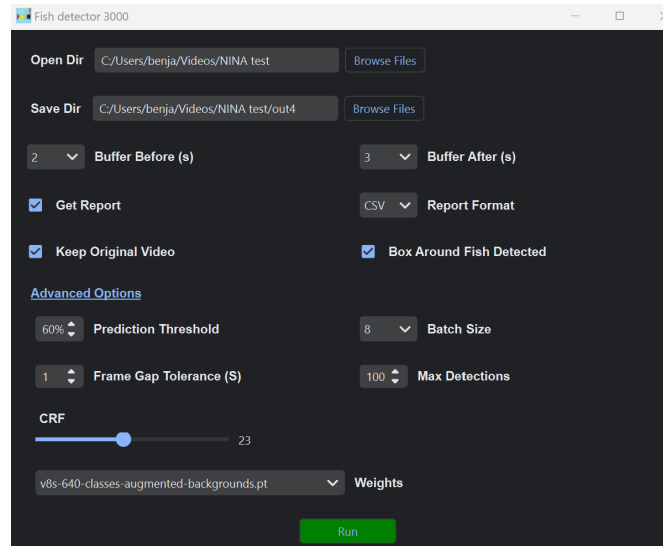 Fish detector 3000
Open Dir C:/Users/benja/Videos/NINA test Browse Files
Save Dir C:/Users/benja/Videos/NINA test/out4 Browse Files
2 Buffer Before (s) 3 Buffer After (s)
Get Report CSV Report Format
Keep Original Video Box Around Fish Detected
Advanced Options
60% Prediction Threshold 8 Batch Size
1 Frame Gap Tolerance (S) 100 Max Detections
CRF
23
v8s-640-classes-augmented-backgrounds.pt Weights
Run